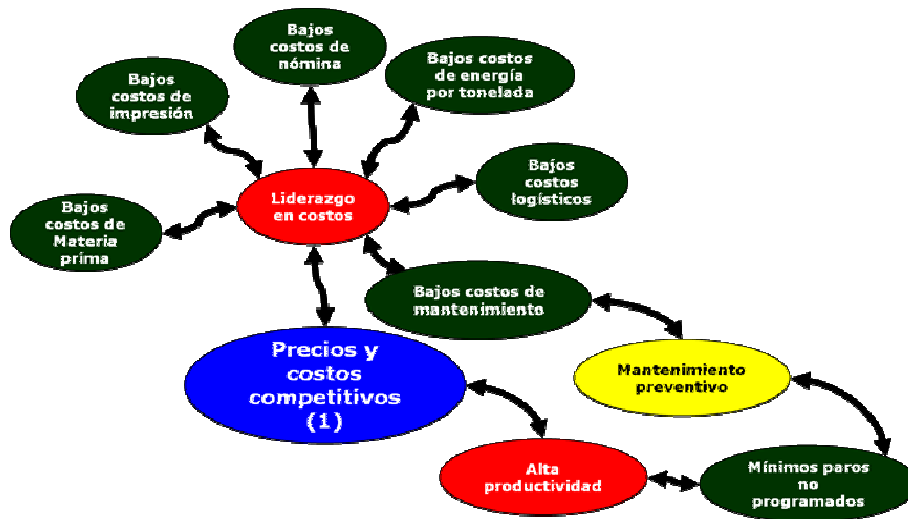 Bajos
costos de
nómina
Bajos costos
de energía
por tonelada
Bajos
costos de
impresión
Bajos
costos
logísticos
Liderazgo
en costos
Bajos
costos de
Materia
prima
Bajos costos de
mantenimiento
Precios y
costos
competitivos
(1)
Mantenimiento
preventivo
Alta
productividad
Mínimos paros
no
programados